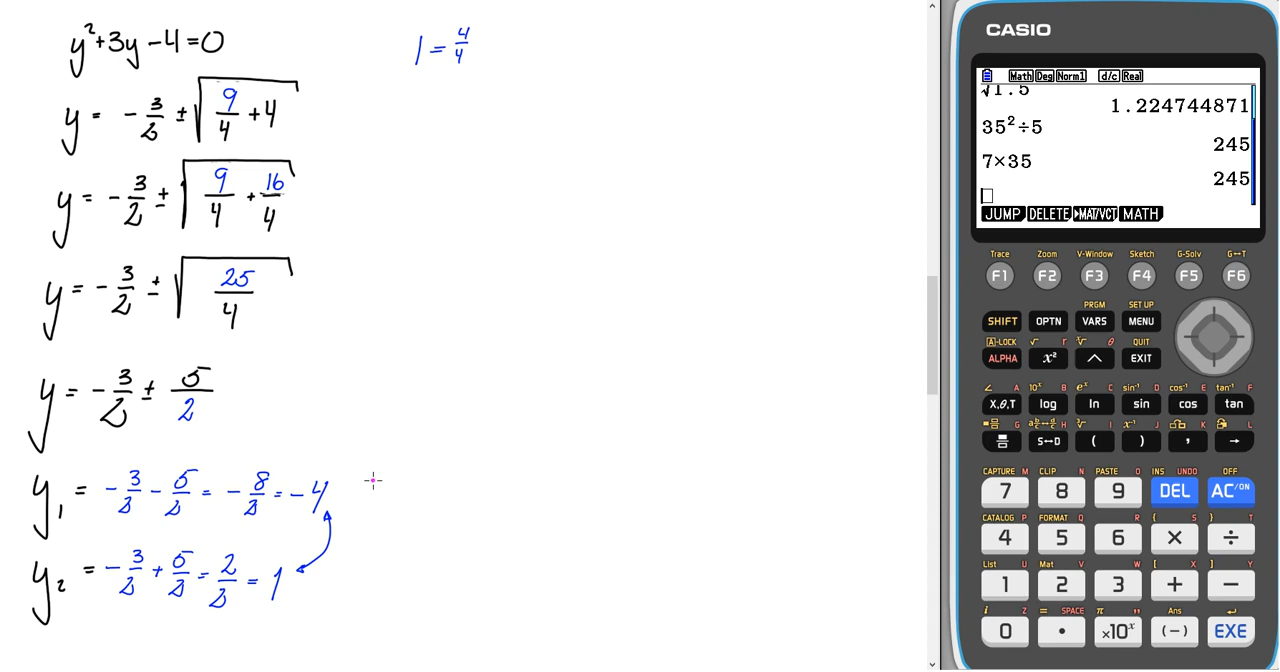 y²+3y-4=0
1 = 4/4
y = - 3/2 ± √(9/4 + 4)
y = - 3/2 ± √(9/4 + 16/4)
y = - 3/2 ± √(25/4)
y = - 3/2 ± 5/2
y₁ = - 3/2 - 5/2 = - 8/2 = - 4
y₂ = - 3/2 + 5/2 = 2/2 = 1
CASIO
Math Deg Norm1 d/c Real
√1.5
1.224744871
35²÷5
245
7×35
245
JUMP DELETE ►MAT/VCT MATH
Trace Zoom V-Window Sketch G-Solv G↔T
F1 F2 F3 F4 F5 F6
PRGM SET UP
SHIFT OPTN VARS MENU
A-LOCK √ r ∛ θ QUIT
ALPHA x² ^ EXIT
∠ A 10ˣ B eˣ C sin⁻¹ D cos⁻¹ E tan⁻¹ F
X,θ,T log ln sin cos tan
G a b/c↔d/c H ∛ I x⁻¹ J K L
S↔D ( ) , →
CAPTURE M CLIP N PASTE O INS UNDO OFF
7 8 9 DEL AC/ON
CATALOG P FORMAT Q R { S } T
4 5 6 × ÷
List U Mat V W [ X ] Y
1 2 3 + −
i Z = SPACE π " Ans ↵
0 • ×10ˣ (−) EXE